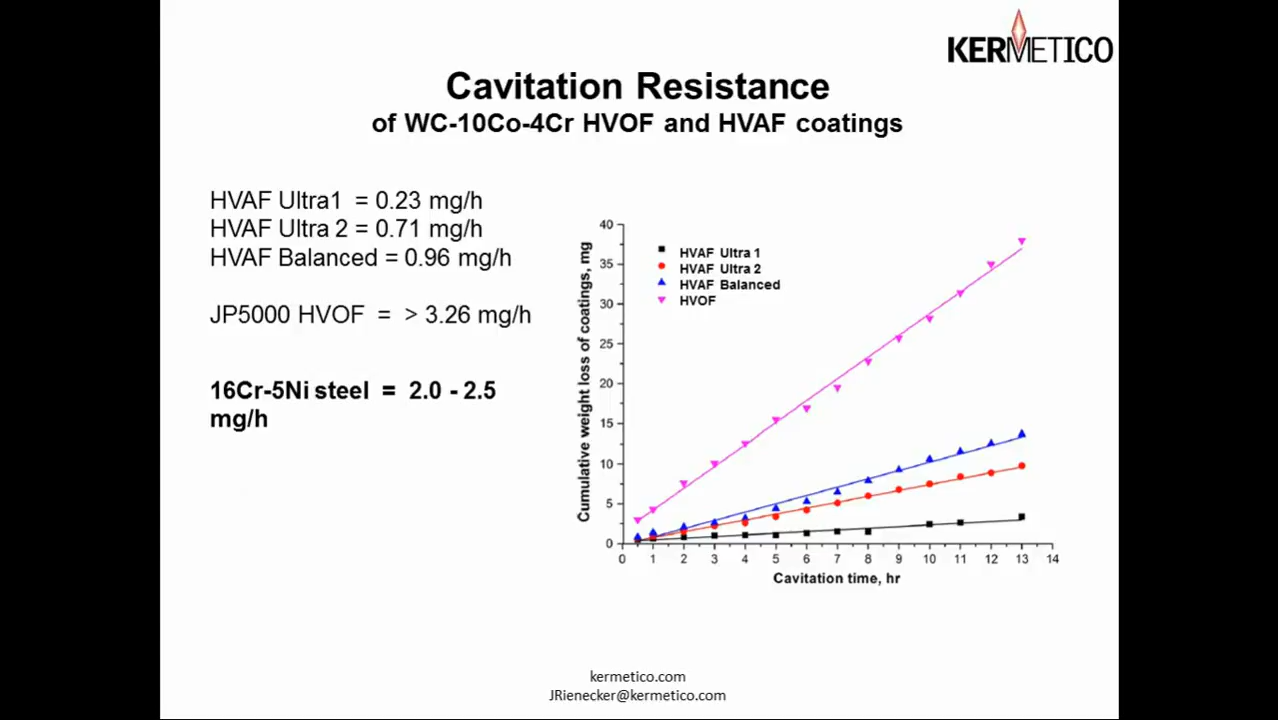 KERMETICO
Cavitation Resistance
of WC-10Co-4Cr HVOF and HVAF coatings
HVAF Ultra1 = 0.23 mg/h
HVAF Ultra 2 = 0.71 mg/h
HVAF Balanced = 0.96 mg/h
JP5000 HVOF = > 3.26 mg/h
16Cr-5Ni steel = 2.0 - 2.5
mg/h
Cumulative weight loss of coatings, mg
40
35
30
25
20
15
10
5
0
HVAF Ultra 1
HVAF Ultra 2
HVAF Balanced
HVOF
0 1 2 3 4 5 6 7 8 9 10 11 12 13 14
Cavitation time, hr
kermetico.com
JRienecker@kermetico.com